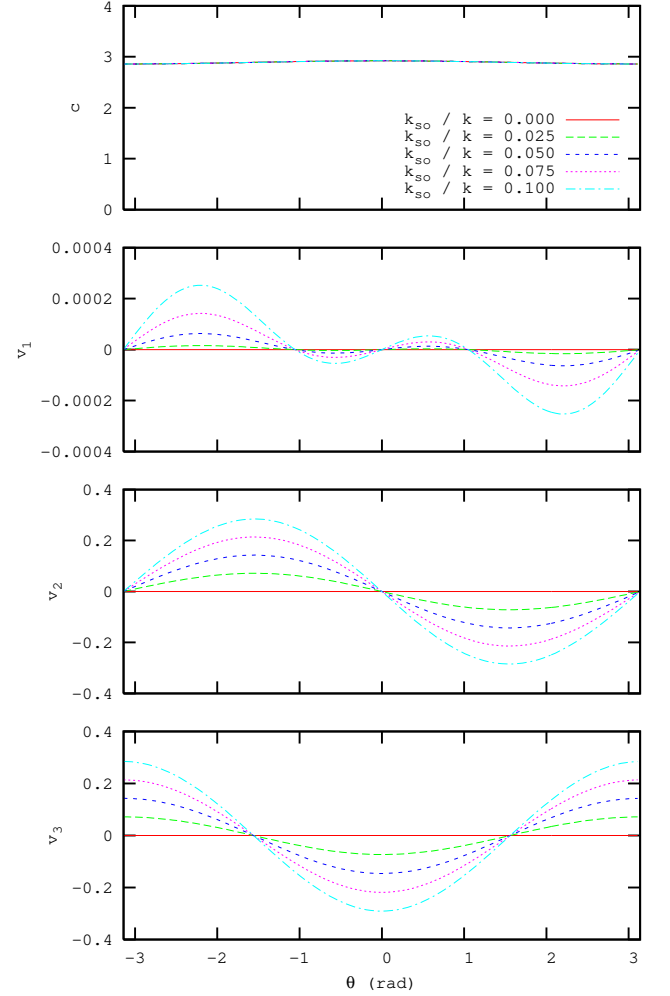 4
3
2
1
0
c
k_so / k = 0.000
k_so / k = 0.025
k_so / k = 0.050
k_so / k = 0.075
k_so / k = 0.100
0.0004
0.0002
0
-0.0002
-0.0004
v_1
0.4
0.2
0
-0.2
-0.4
v_2
0.4
0.2
0
-0.2
-0.4
v_3
-3 -2 -1 0 1 2 3
θ (rad)